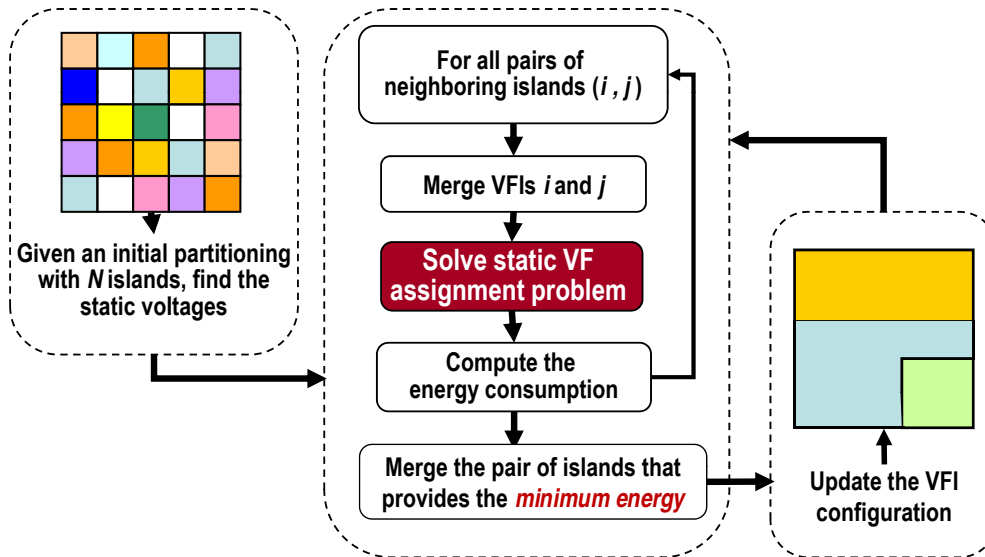 Given an initial partitioning
with N islands, find the
static voltages
For all pairs of
neighboring islands (i , j )
Merge VFIs i and j
Solve static VF
assignment problem
Compute the
energy consumption
Merge the pair of islands that
provides the minimum energy
Update the VFI
configuration